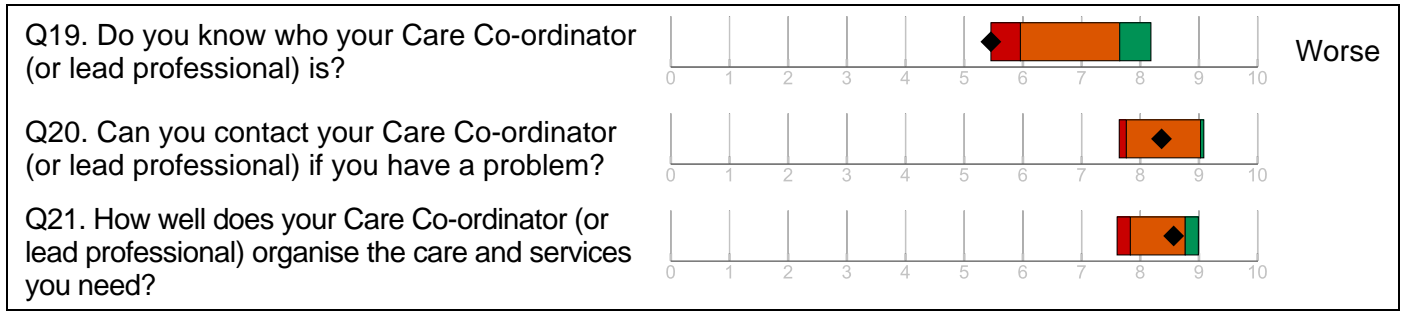 Q19. Do you know who your Care Co-ordinator
(or lead professional) is?
0 1 2 3 4 5 6 7 8 9 10
Worse
Q20. Can you contact your Care Co-ordinator
(or lead professional) if you have a problem?
0 1 2 3 4 5 6 7 8 9 10
Q21. How well does your Care Co-ordinator (or
lead professional) organise the care and services
you need?
0 1 2 3 4 5 6 7 8 9 10